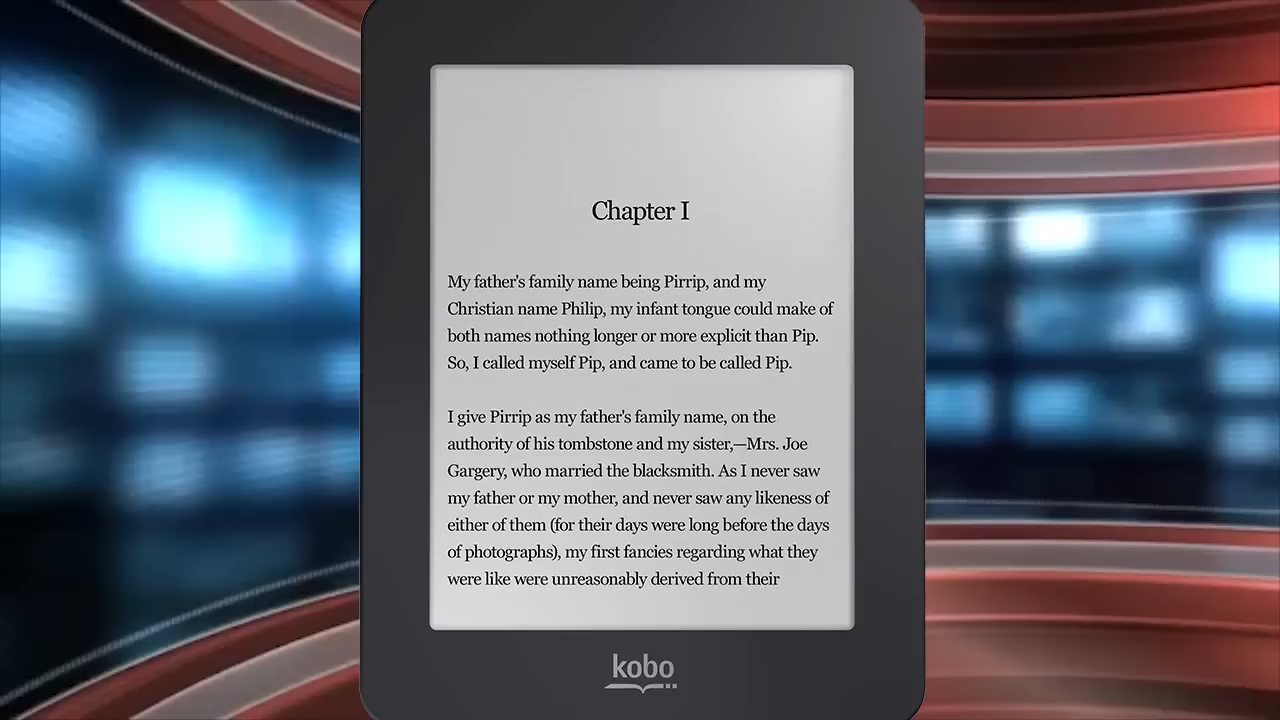 Chapter I
My father's family name being Pirrip, and my
Christian name Philip, my infant tongue could make of
both names nothing longer or more explicit than Pip.
So, I called myself Pip, and came to be called Pip.
I give Pirrip as my father's family name, on the
authority of his tombstone and my sister,—Mrs. Joe
Gargery, who married the blacksmith. As I never saw
my father or my mother, and never saw any likeness of
either of them (for their days were long before the days
of photographs), my first fancies regarding what they
were like were unreasonably derived from their
kobo